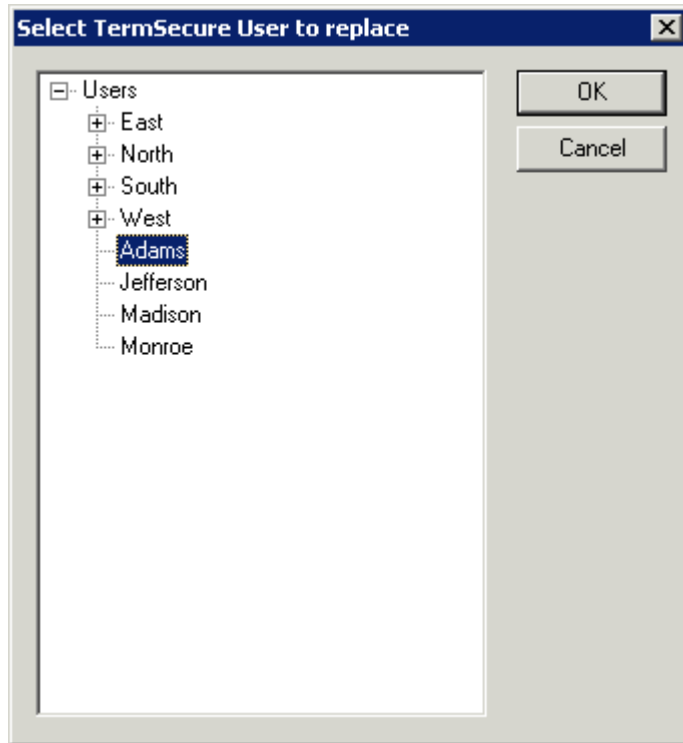 Select TermSecure User to replace
Users
East
North
South
West
Adams
Jefferson
Madison
Monroe
OK
Cancel